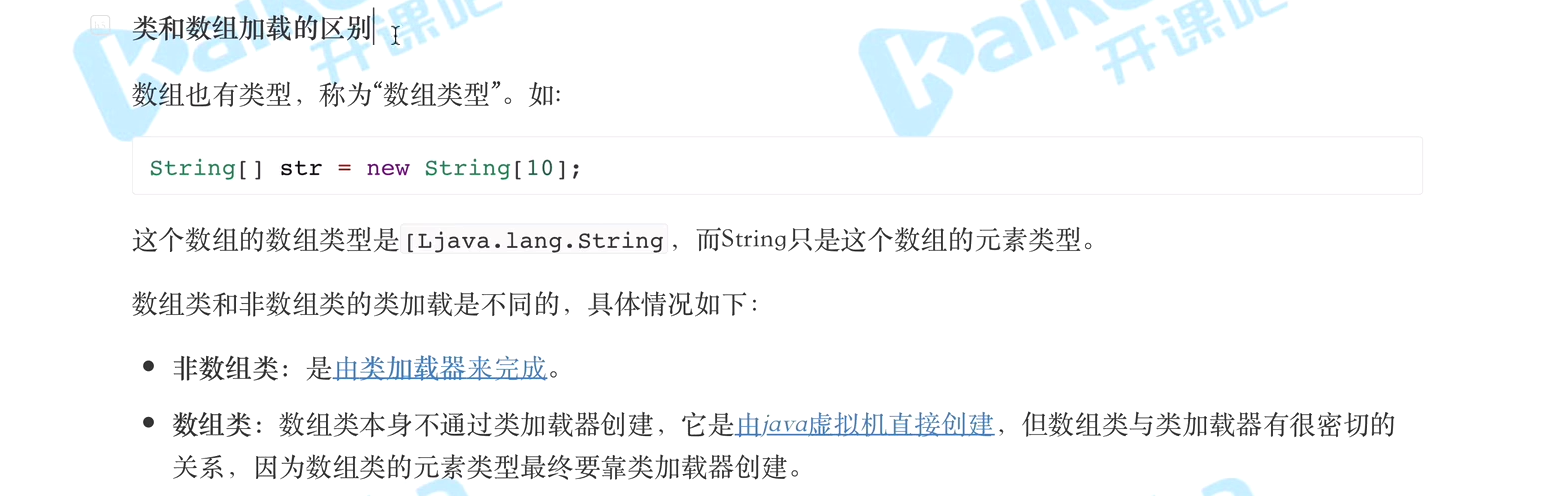 类和数组加载的区别
数组也有类型，称为“数组类型”。如:
String[] str = new String[10];
这个数组的数组类型是[Ljava.lang.String，而String只是这个数组的元素类型。
数组类和非数组类的类加载是不同的，具体情况如下：
非数组类：是由类加载器来完成。
数组类：数组类本身不通过类加载器创建，它是由java虚拟机直接创建，但数组类与类加载器有很密切的
关系，因为数组类的元素类型最终要靠类加载器创建。
开课吧
开课吧